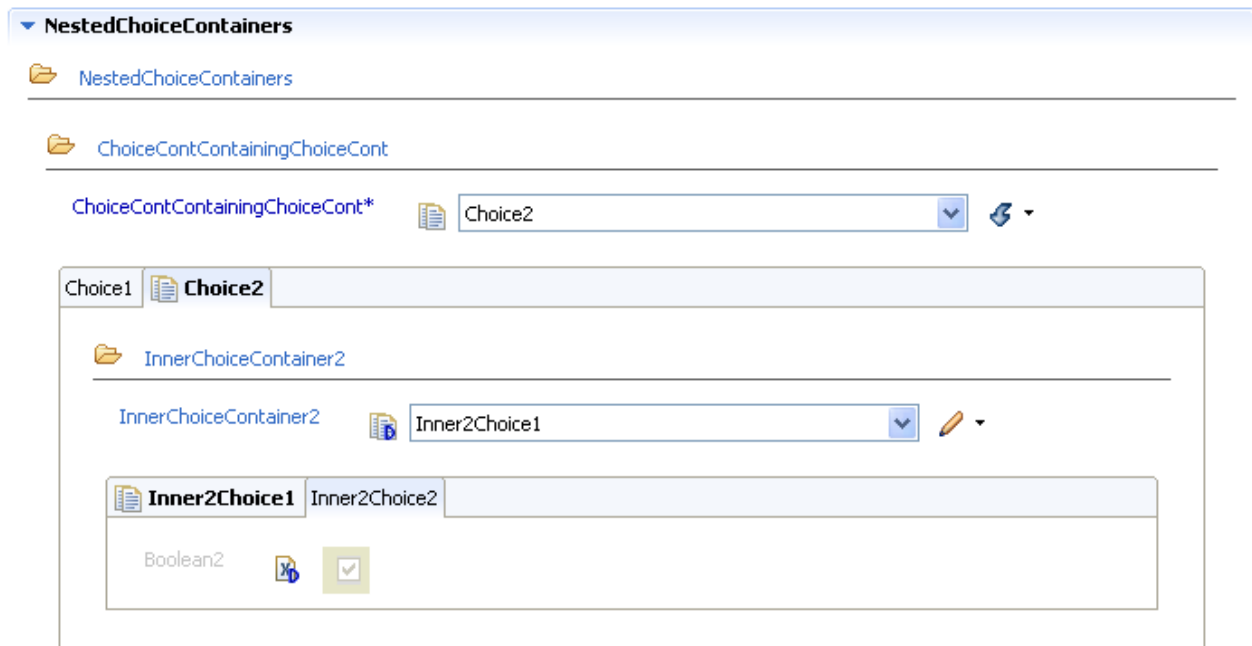 NestedChoiceContainers
NestedChoiceContainers
ChoiceContContainingChoiceCont
ChoiceContContainingChoiceCont* Choice2
Choice1 Choice2
InnerChoiceContainer2
InnerChoiceContainer2 Inner2Choice1
Inner2Choice1 Inner2Choice2
Boolean2